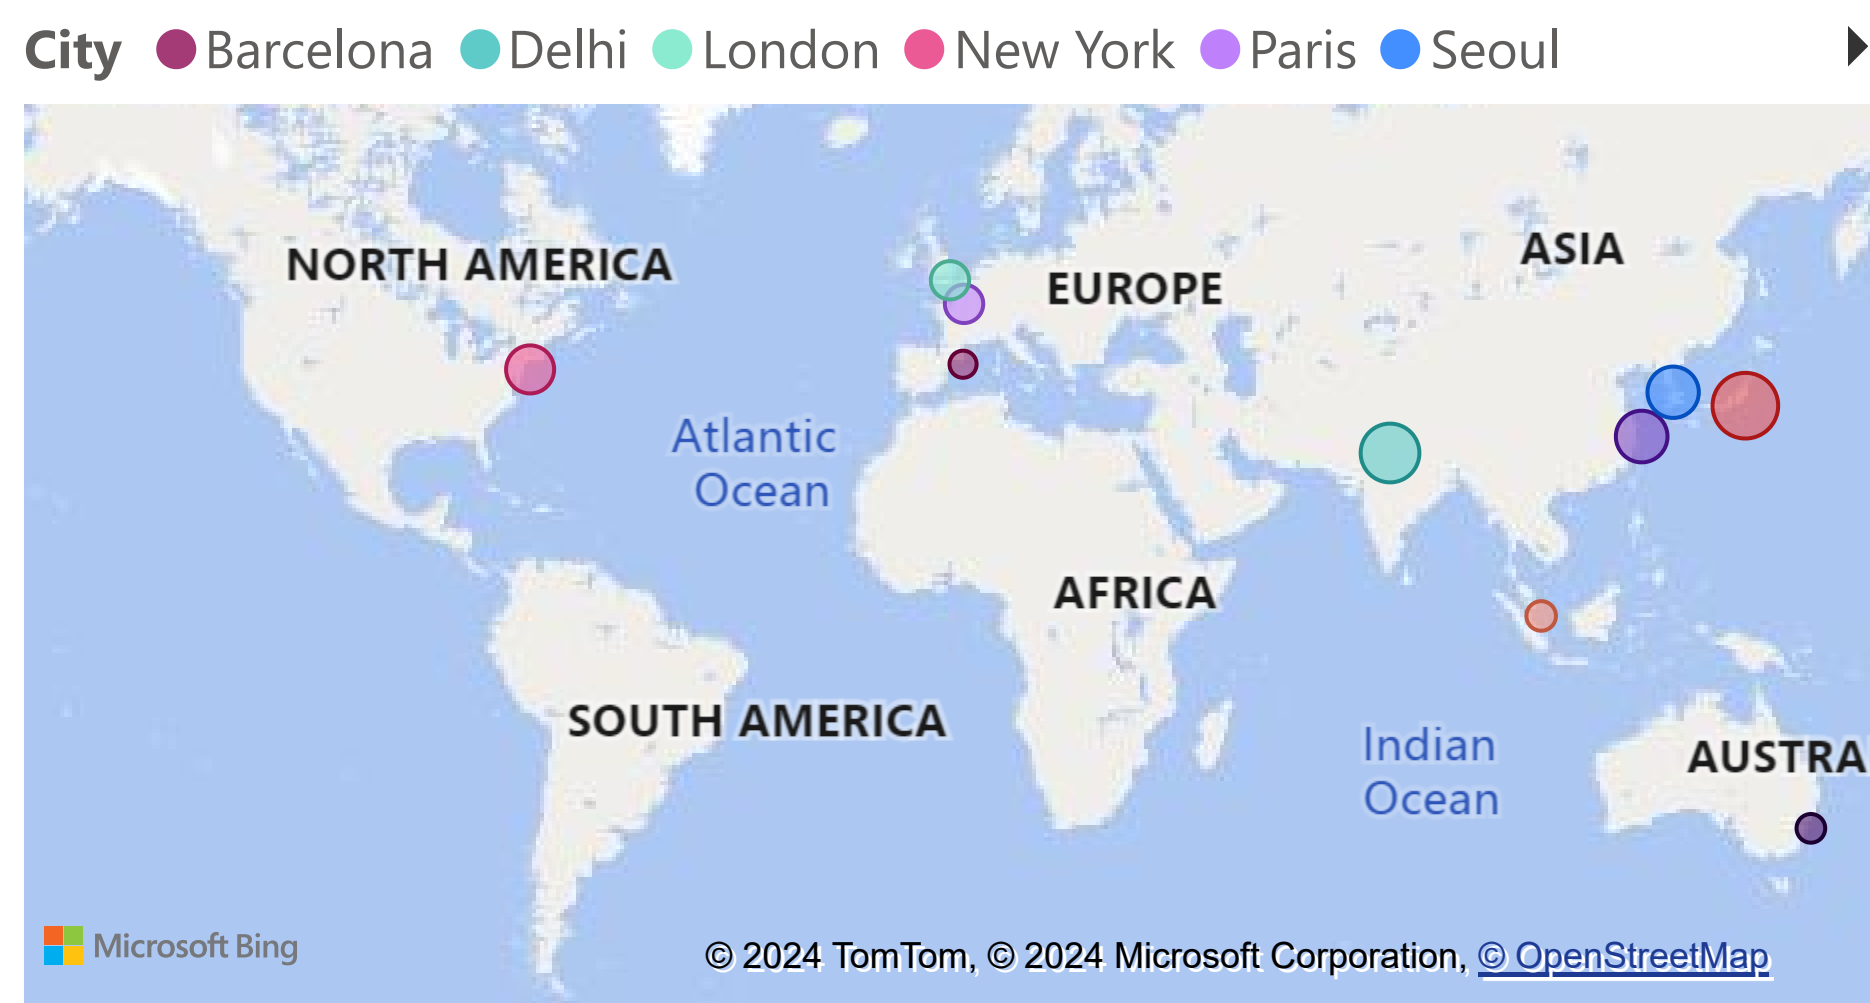 City Barcelona Delhi London New York Paris Seoul
NORTH AMERICA
ASIA
EUROPE
Atlantic
Ocean
AFRICA
SOUTH AMERICA
Indian
Ocean
AUSTRA
Microsoft Bing
© 2024 TomTom, © 2024 Microsoft Corporation, © OpenStreetMap